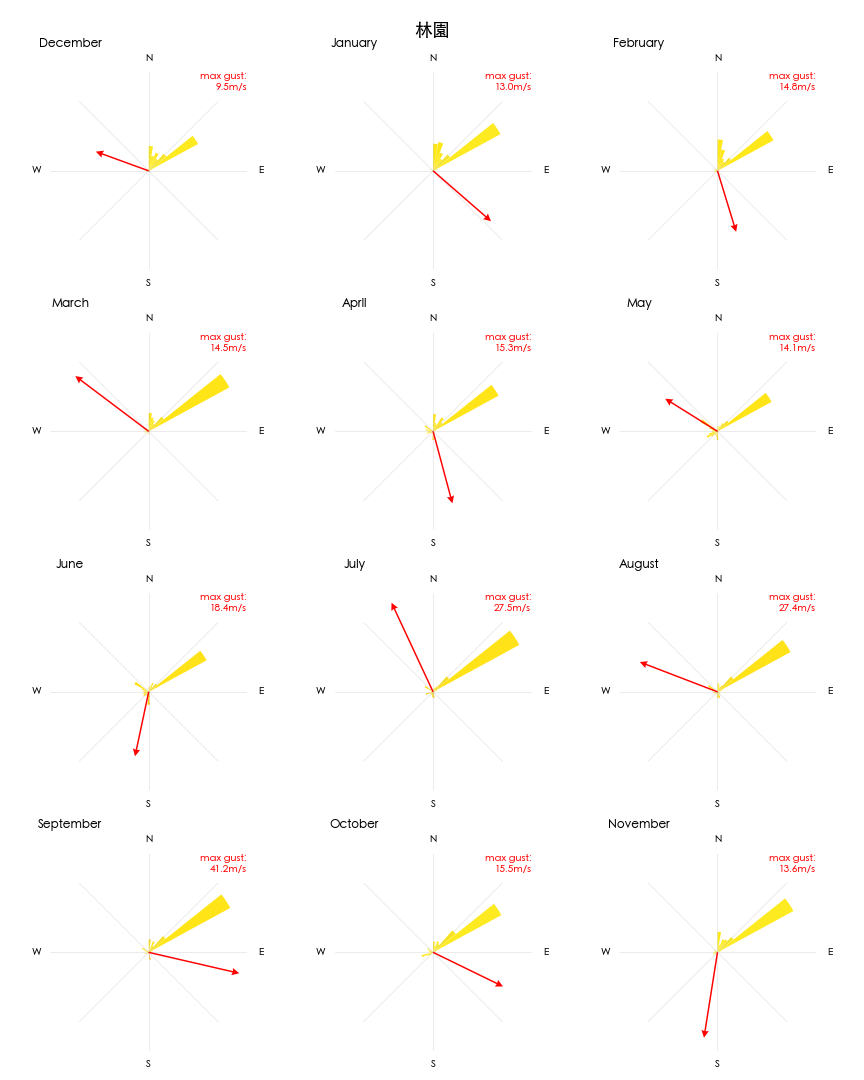 林園
December
N
max gust:
9.5m/s
W
E
S
January
N
max gust:
13.0m/s
W
E
S
February
N
max gust:
14.8m/s
W
E
S
March
N
max gust:
14.5m/s
W
E
S
April
N
max gust:
15.3m/s
W
E
S
May
N
max gust:
14.1m/s
W
E
S
June
N
max gust:
18.4m/s
W
E
S
July
N
max gust:
27.5m/s
W
E
S
August
N
max gust:
27.4m/s
W
E
S
September
N
max gust:
41.2m/s
W
E
S
October
N
max gust:
15.5m/s
W
E
S
November
N
max gust:
13.6m/s
W
E
S